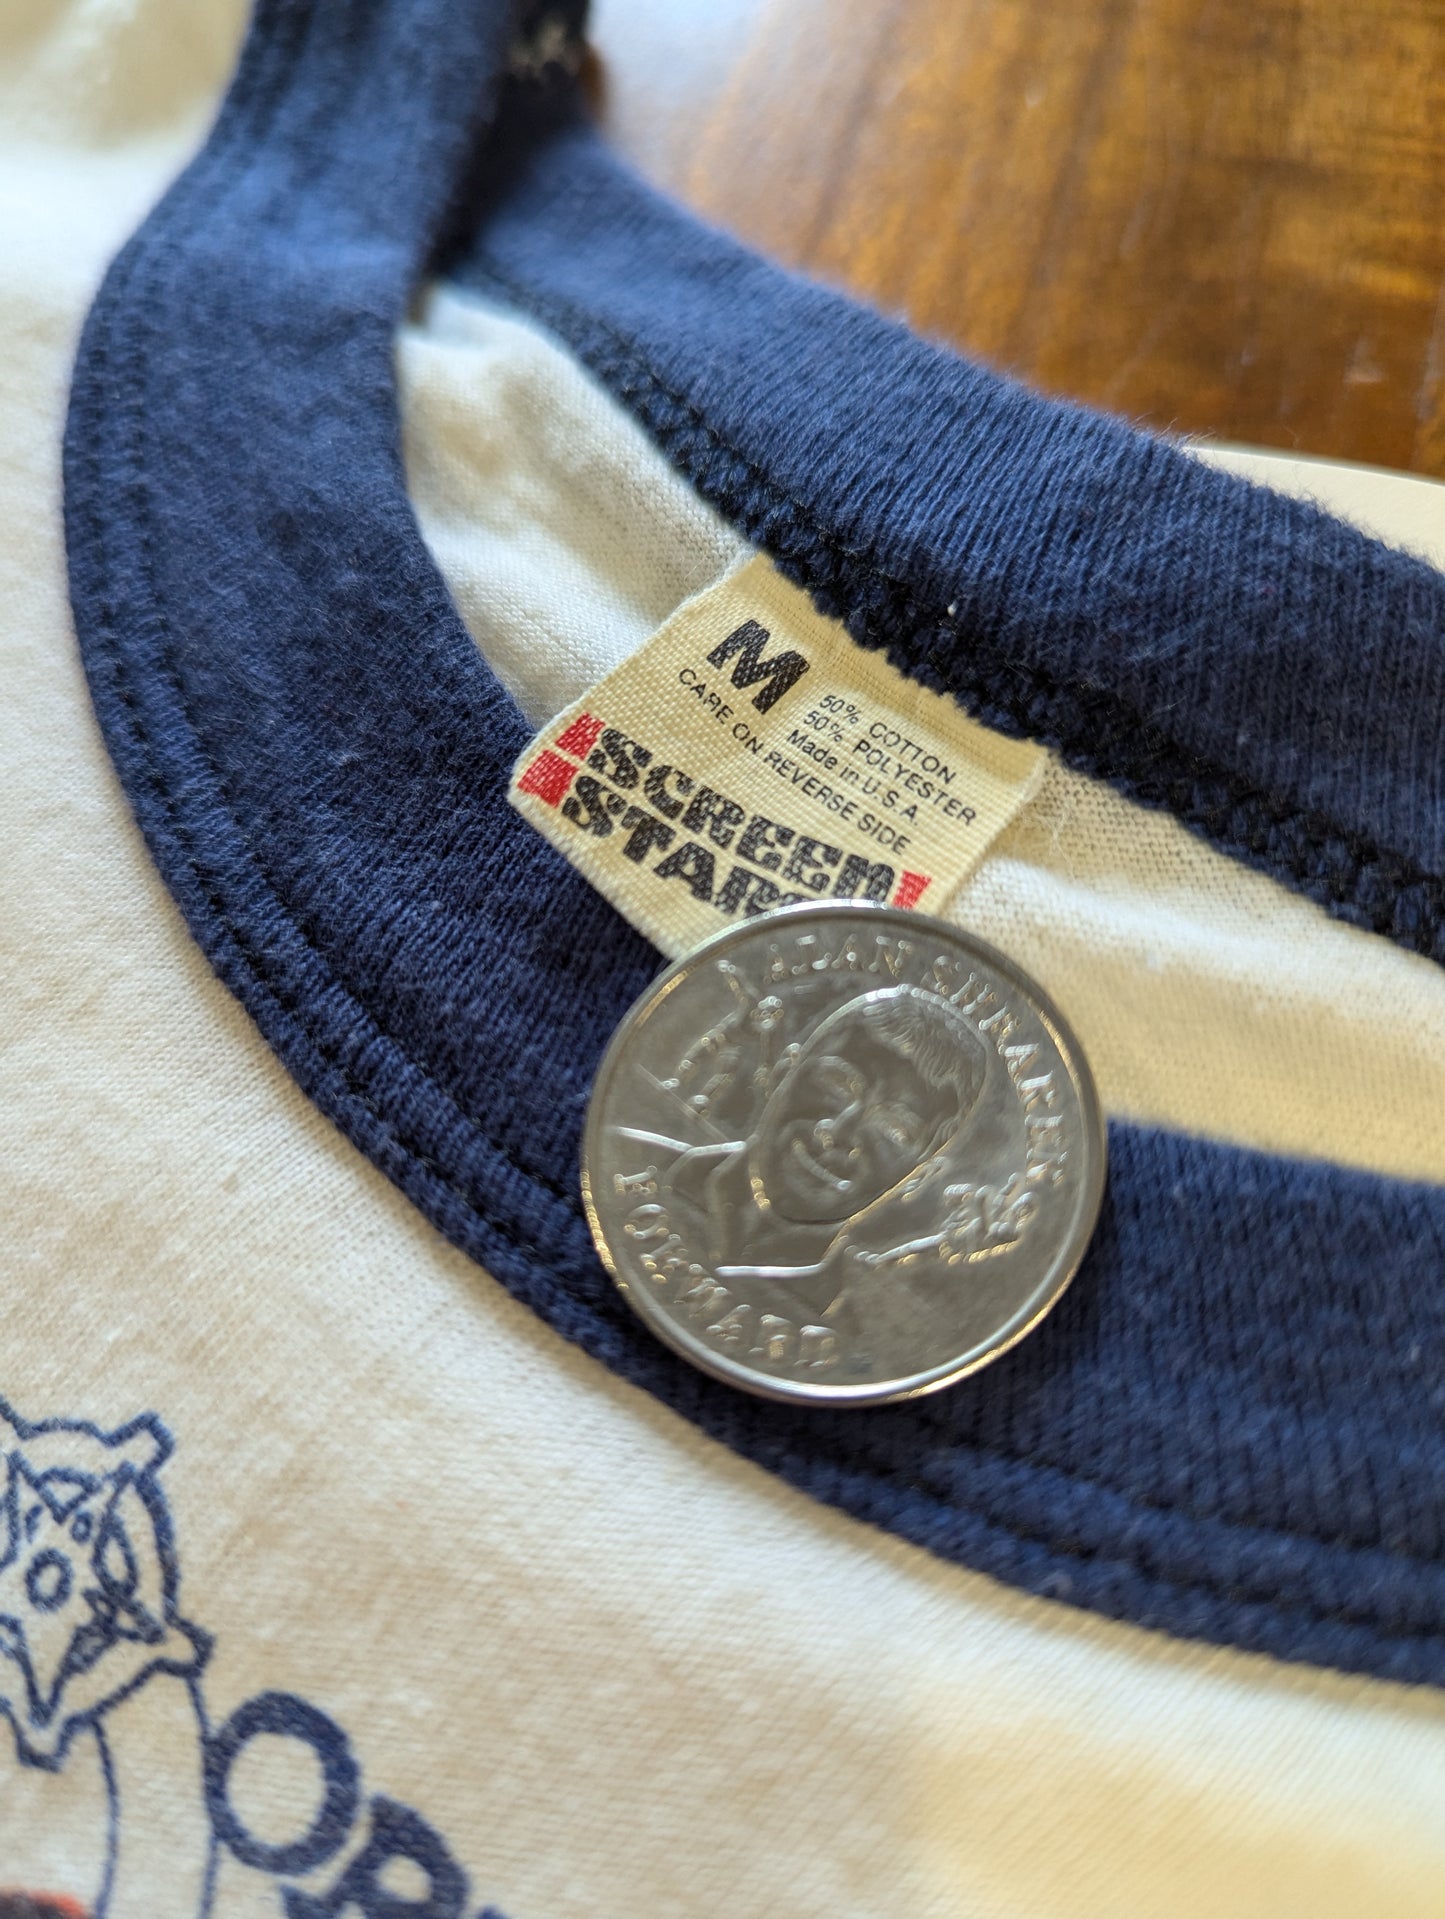 M
50% COTTON
50% POLYESTER
Made in U.S.A.
CARE ON REVERSE SIDE
SCREEN
STARS
ALAN SHEARER
FORWARD